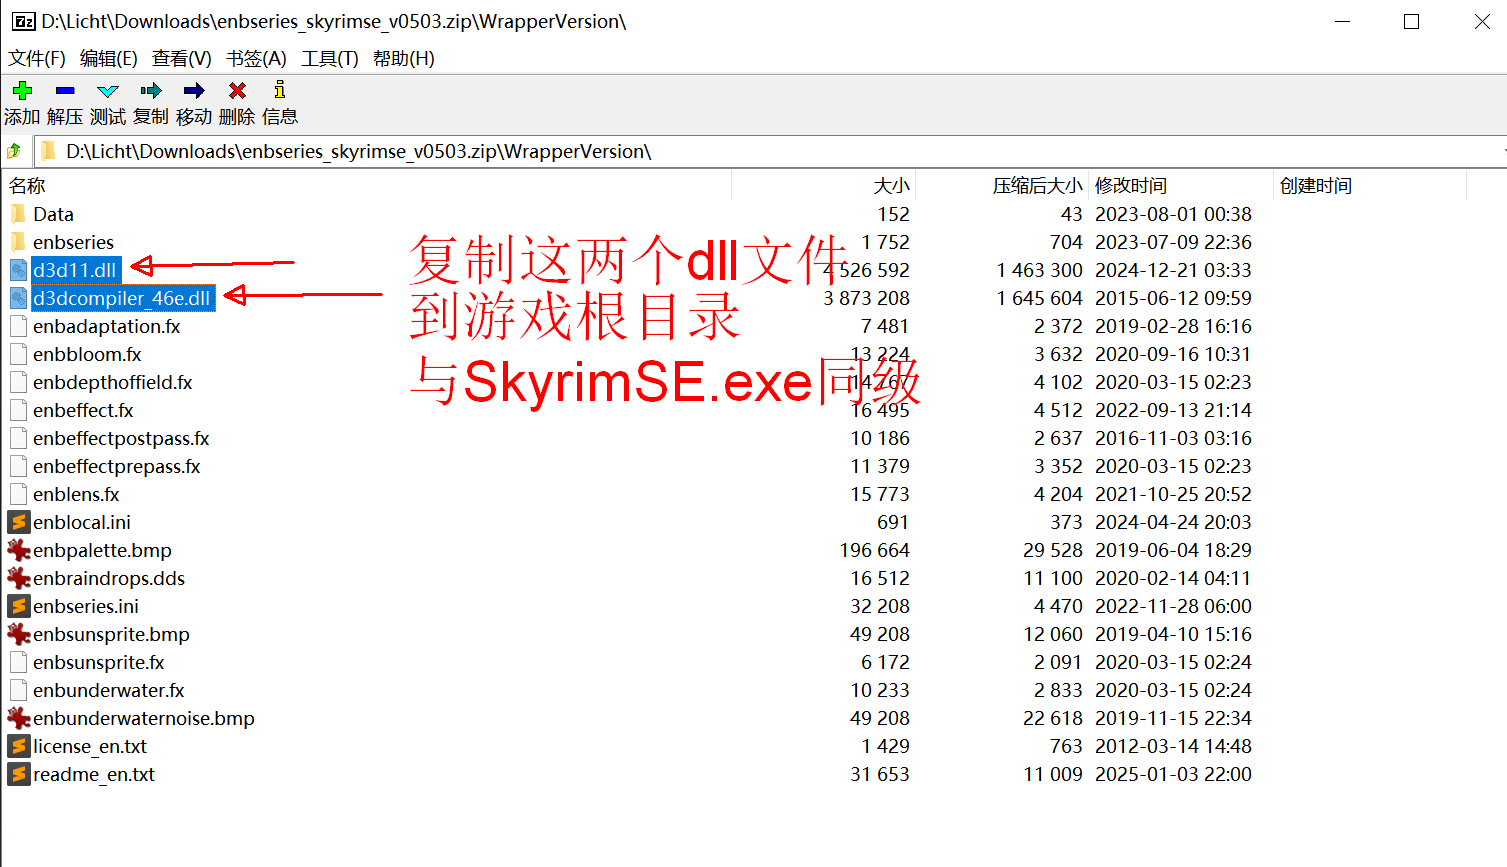 D:\Licht\Downloads\enbseries_skyrimse_v0503.zip\WrapperVersion\
文件(F) 编辑(E) 查看(V) 书签(A) 工具(T) 帮助(H)
添加 解压 测试 复制 移动 删除 信息
D:\Licht\Downloads\enbseries_skyrimse_v0503.zip\WrapperVersion\
名称 大小 压缩后大小 修改时间 创建时间
Data 152 43 2023-08-01 00:38
enbseries 1 752 704 2023-07-09 22:36
d3d11.dll 4 526 592 1 463 300 2024-12-21 03:33
d3dcompiler_46e.dll 3 873 208 1 645 604 2015-06-12 09:59
enbadaptation.fx 7 481 2 372 2019-02-28 16:16
enbbloom.fx 13 224 3 632 2020-09-16 10:31
enbdepthoffield.fx 14 767 4 102 2020-03-15 02:23
enbeffect.fx 16 495 4 512 2022-09-13 21:14
enbeffectpostpass.fx 10 186 2 637 2016-11-03 03:16
enbeffectprepass.fx 11 379 3 352 2020-03-15 02:23
enblens.fx 15 773 4 204 2021-10-25 20:52
enblocal.ini 691 373 2024-04-24 20:03
enbpalette.bmp 196 664 29 528 2019-06-04 18:29
enbraindrops.dds 16 512 11 100 2020-02-14 04:11
enbseries.ini 32 208 4 470 2022-11-28 06:00
enbsunsprite.bmp 49 208 12 060 2019-04-10 15:16
enbsunsprite.fx 6 172 2 091 2020-03-15 02:24
enbunderwater.fx 10 233 2 833 2020-03-15 02:24
enbunderwaternoise.bmp 49 208 22 618 2019-11-15 22:34
license_en.txt 1 429 763 2012-03-14 14:48
readme_en.txt 31 653 11 009 2025-01-03 22:00
复制这两个dll文件
到游戏根目录
与SkyrimSE.exe同级